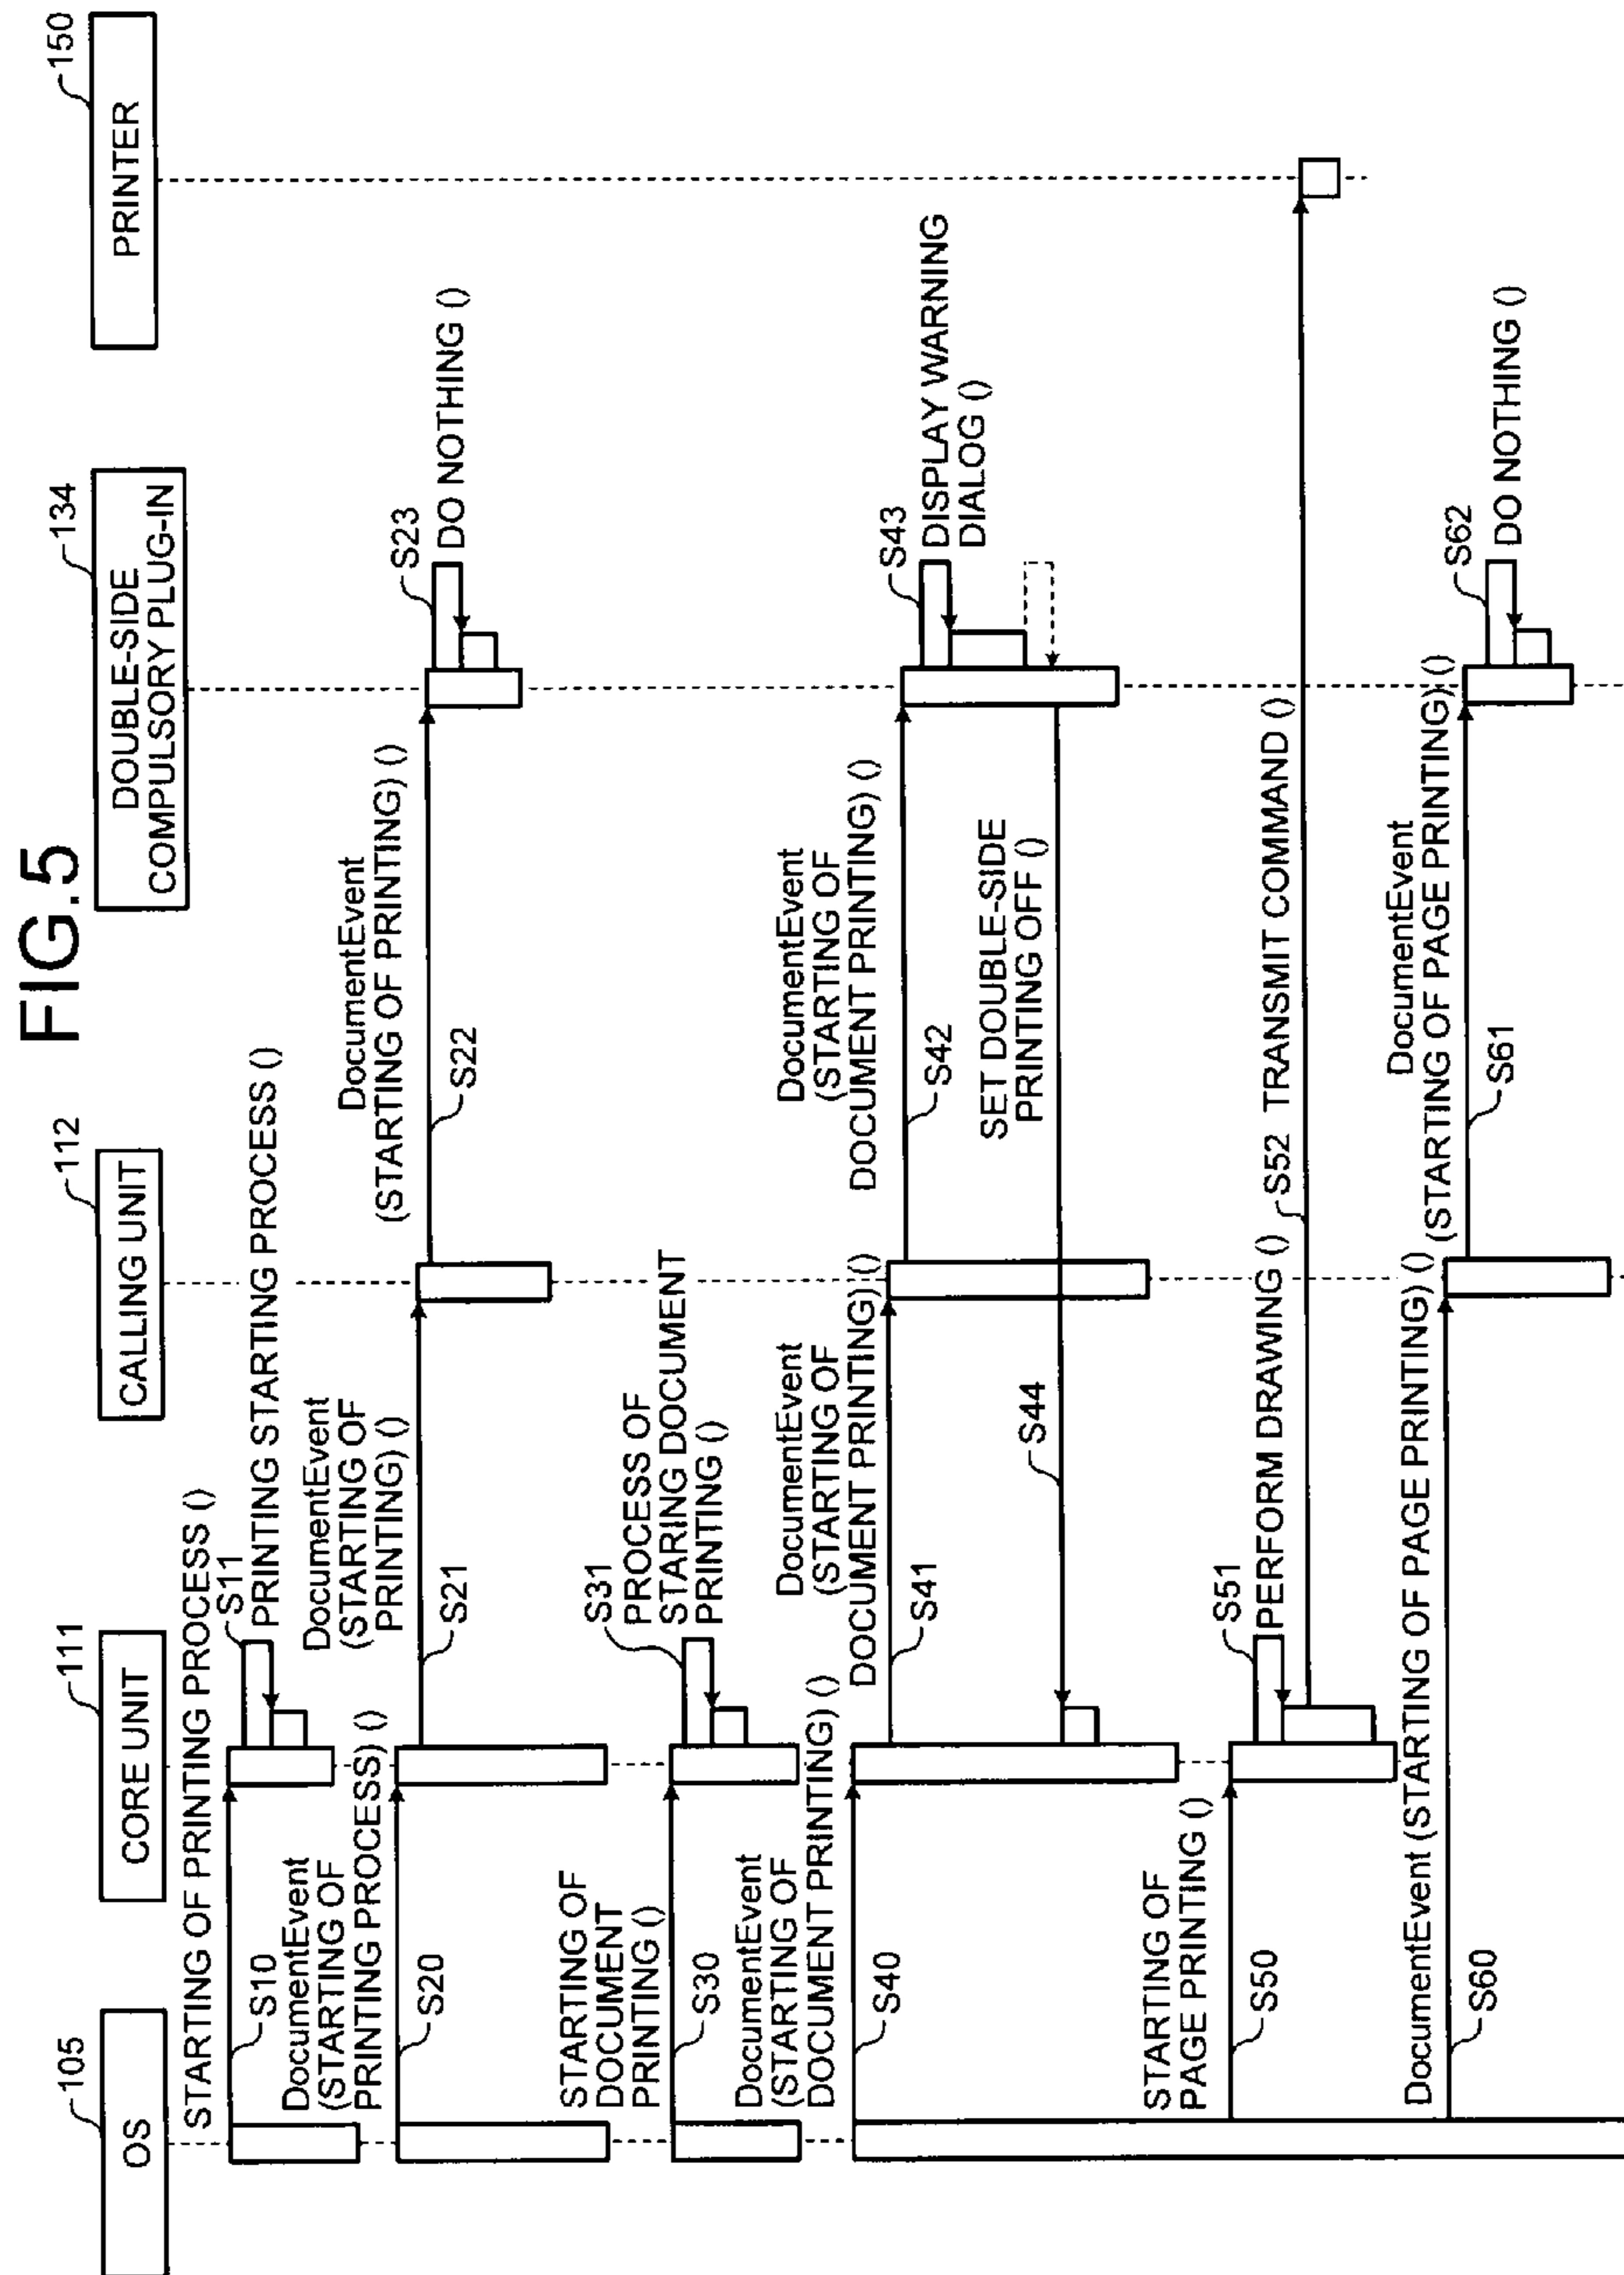 FIG.5
105
OS
111
CORE UNIT
112
CALLING UNIT
134
DOUBLE-SIDE
COMPULSORY PLUG-IN
150
PRINTER
STARTING OF PRINTING PROCESS ()
S10
S11
PRINTING STARTING PROCESS ()
DocumentEvent
(STARTING OF
PRINTING PROCESS) ()
S20
DocumentEvent
(STARTING OF
PRINTING) ()
S21
DocumentEvent
(STARTING OF PRINTING) ()
S22
S23
DO NOTHING ()
STARTING OF
DOCUMENT
PRINTING ()
S30
S31
PROCESS OF
STARING DOCUMENT
PRINTING ()
DocumentEvent
(STARTING OF
DOCUMENT PRINTING) ()
S40
DocumentEvent
(STARTING OF
DOCUMENT PRINTING) ()
S41
DocumentEvent
(STARTING OF
DOCUMENT PRINTING) ()
S42
S43
DISPLAY WARNING
DIALOG ()
SET DOUBLE-SIDE
PRINTING OFF ()
S44
STARTING OF
PAGE PRINTING ()
S50
S51
PERFORM DRAWING ()
S52 TRANSMIT COMMAND ()
DocumentEvent (STARTING OF PAGE PRINTING) ()
S60
DocumentEvent
(STARTING OF PAGE PRINTING) ()
S61
S62
DO NOTHING ()